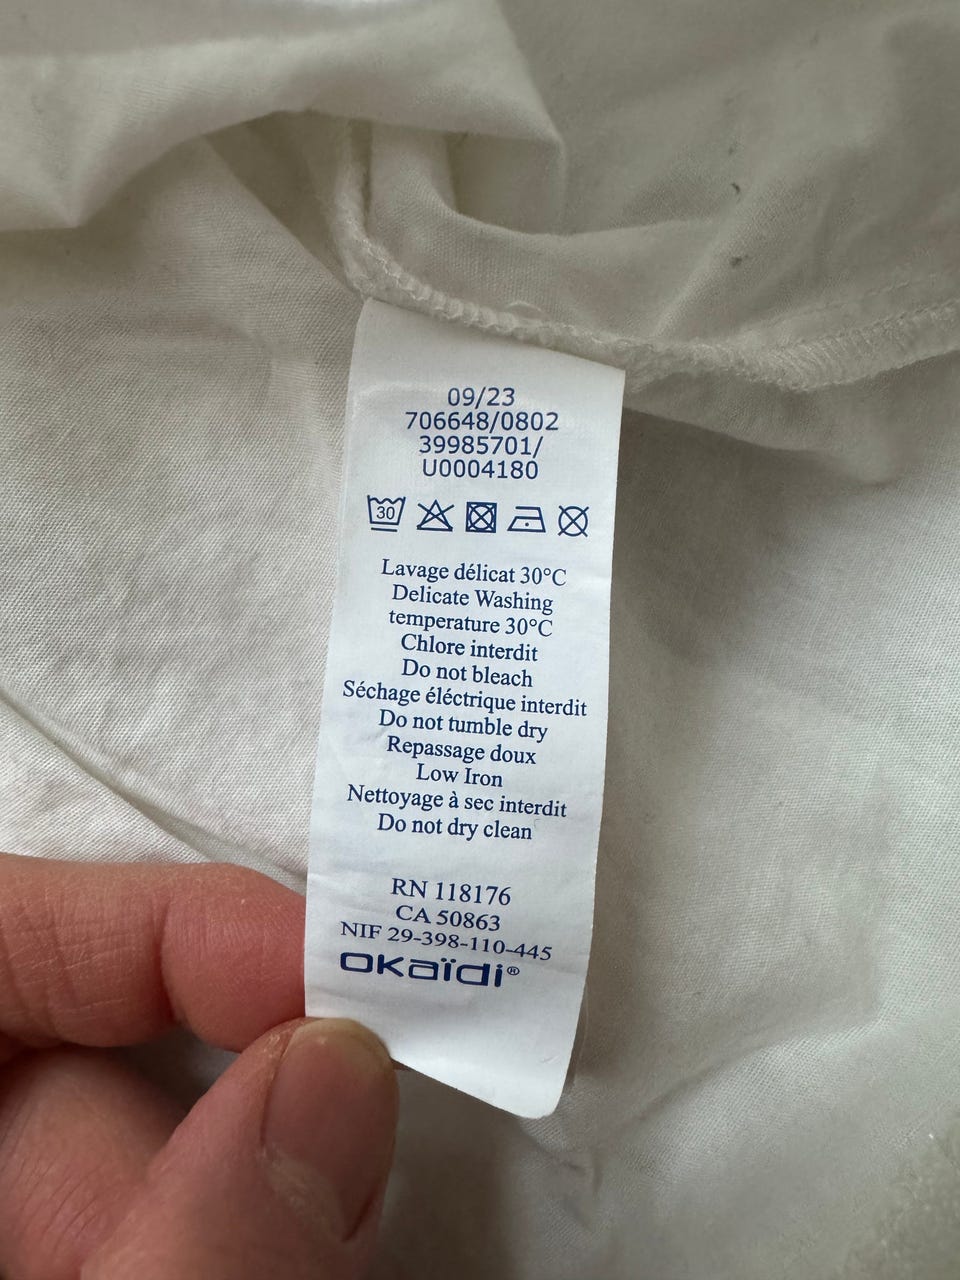 09/23
706648/0802
39985701/
U0004180
30
Lavage délicat 30°C
Delicate Washing
temperature 30°C
Chlore interdit
Do not bleach
Séchage éléctrique interdit
Do not tumble dry
Repassage doux
Low Iron
Nettoyage à sec interdit
Do not dry clean
RN 118176
CA 50863
NIF 29-398-110-445
okaïdi®